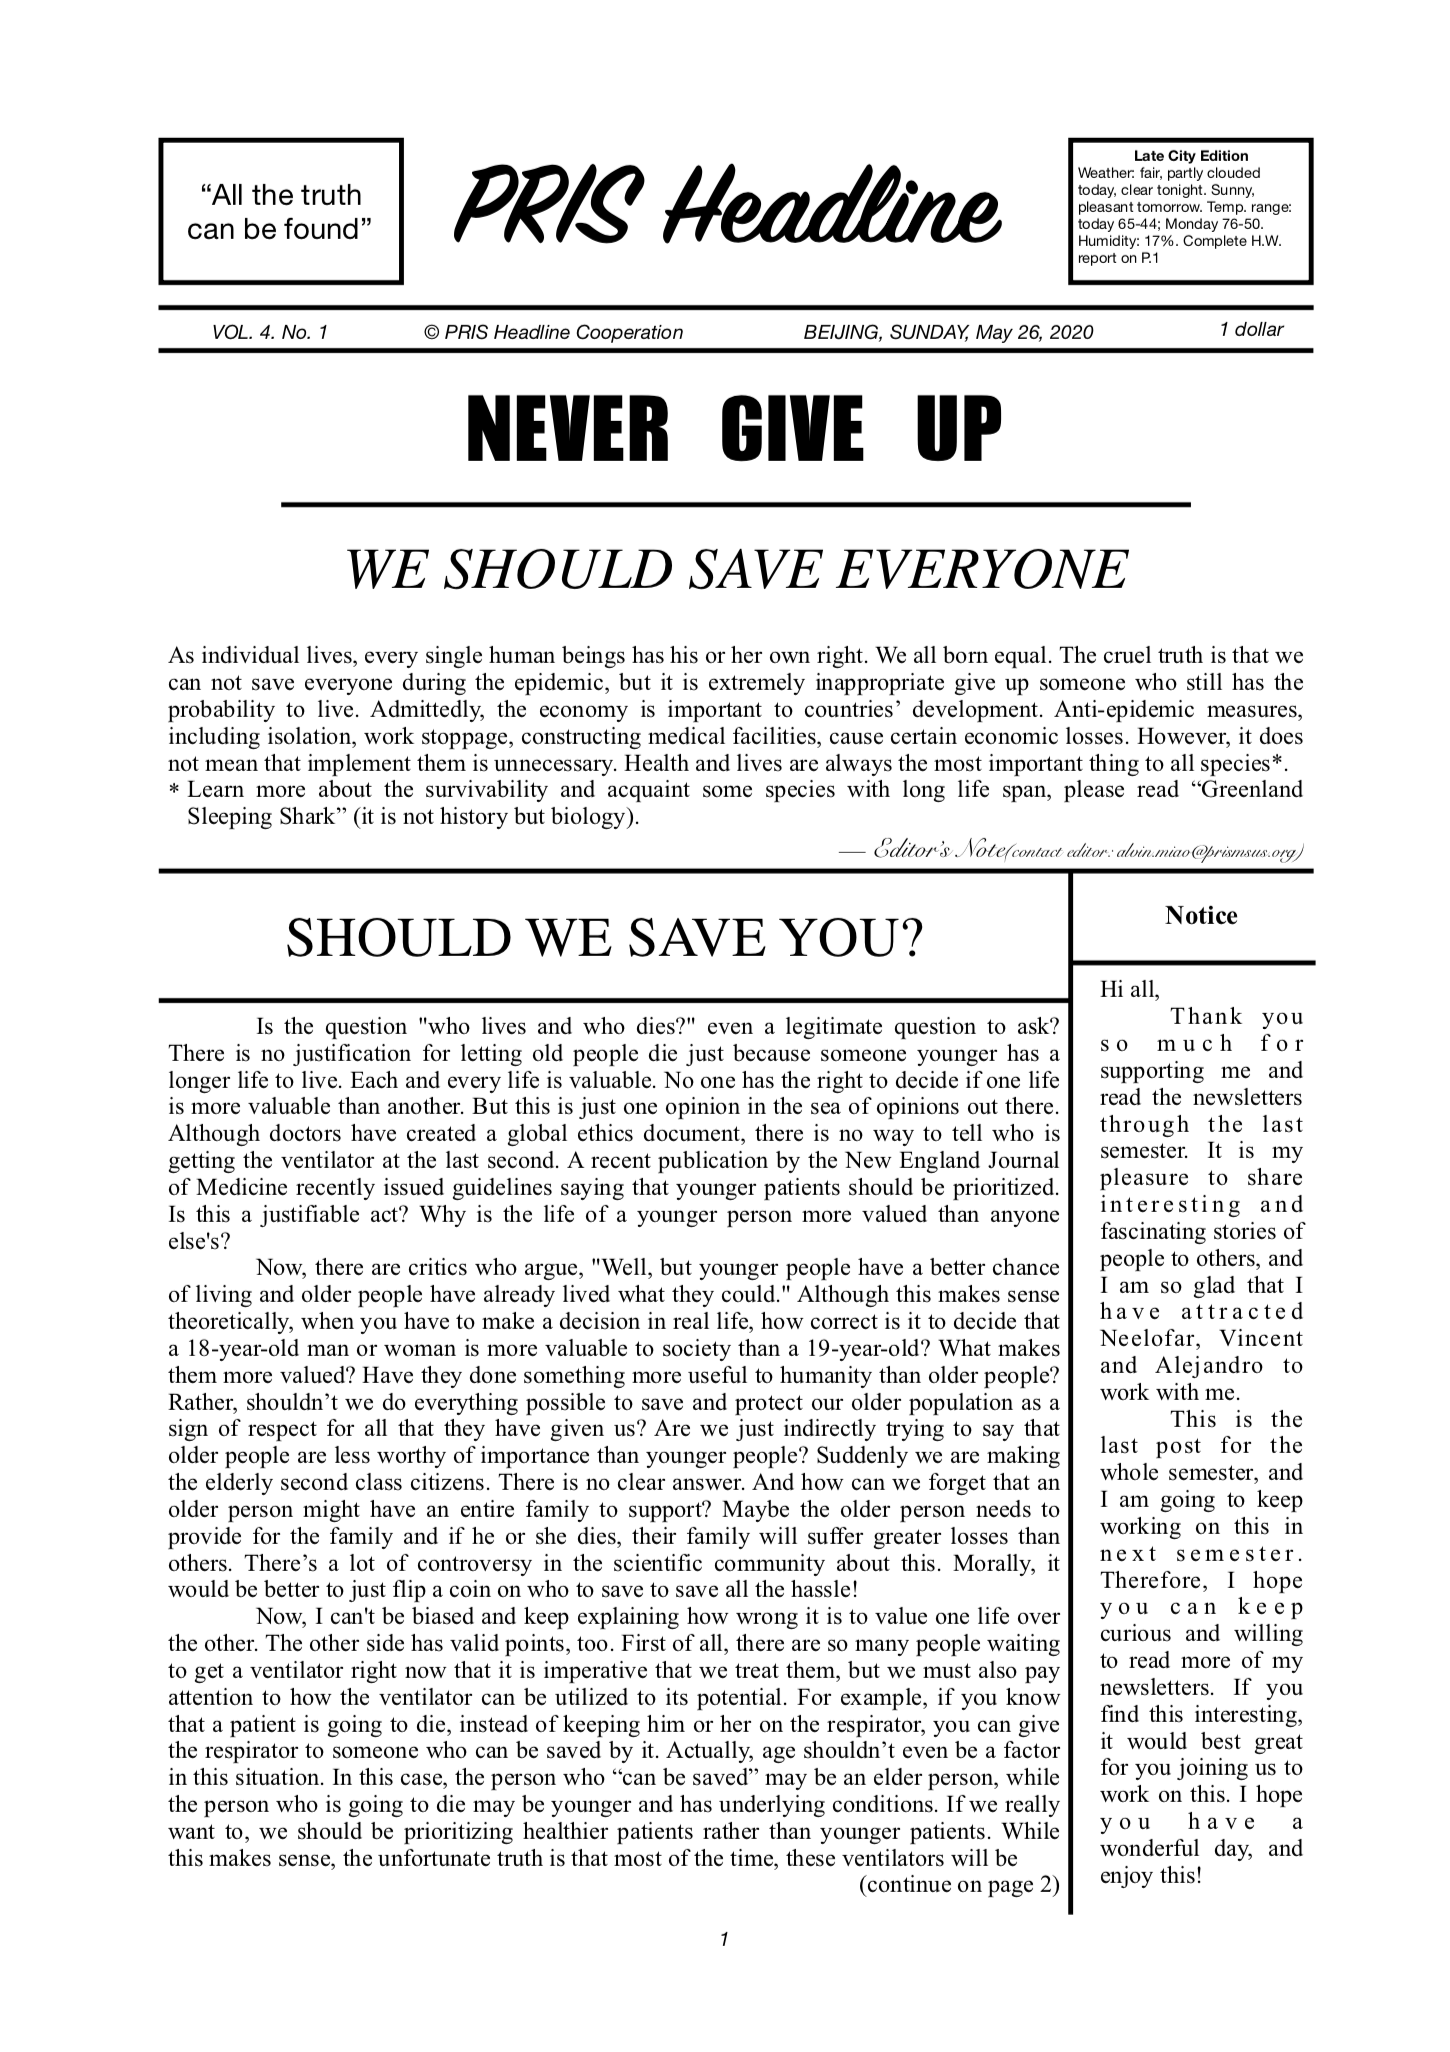 “All the truth
can be found”
PRIS Headline
Late City Edition
Weather: fair, partly clouded
today, clear tonight. Sunny,
pleasant tomorrow. Temp. range:
today 65-44; Monday 76-50.
Humidity: 17%. Complete H.W.
report on P.1
VOL. 4. No. 1 © PRIS Headline Cooperation BEIJING, SUNDAY, May 26, 2020 1 dollar
NEVER GIVE UP
WE SHOULD SAVE EVERYONE
As individual lives, every single human beings has his or her own right. We all born equal. The cruel truth is that we
can not save everyone during the epidemic, but it is extremely inappropriate give up someone who still has the
probability to live. Admittedly, the economy is important to countries’ development. Anti-epidemic measures,
including isolation, work stoppage, constructing medical facilities, cause certain economic losses. However, it does
not mean that implement them is unnecessary. Health and lives are always the most important thing to all species*.
* Learn more about the survivability and acquaint some species with long life span, please read “Greenland
Sleeping Shark” (it is not history but biology).
— Editor’s Note(contact editor: alvin.miao@prismsus.org)
SHOULD WE SAVE YOU?
Is the question "who lives and who dies?" even a legitimate question to ask?
There is no justification for letting old people die just because someone younger has a
longer life to live. Each and every life is valuable. No one has the right to decide if one life
is more valuable than another. But this is just one opinion in the sea of opinions out there.
Although doctors have created a global ethics document, there is no way to tell who is
getting the ventilator at the last second. A recent publication by the New England Journal
of Medicine recently issued guidelines saying that younger patients should be prioritized.
Is this a justifiable act? Why is the life of a younger person more valued than anyone
else's?
Now, there are critics who argue, "Well, but younger people have a better chance
of living and older people have already lived what they could." Although this makes sense
theoretically, when you have to make a decision in real life, how correct is it to decide that
a 18-year-old man or woman is more valuable to society than a 19-year-old? What makes
them more valued? Have they done something more useful to humanity than older people?
Rather, shouldn’t we do everything possible to save and protect our older population as a
sign of respect for all that they have given us? Are we just indirectly trying to say that
older people are less worthy of importance than younger people? Suddenly we are making
the elderly second class citizens. There is no clear answer. And how can we forget that an
older person might have an entire family to support? Maybe the older person needs to
provide for the family and if he or she dies, their family will suffer greater losses than
others. There’s a lot of controversy in the scientific community about this. Morally, it
would be better to just flip a coin on who to save to save all the hassle!
Now, I can't be biased and keep explaining how wrong it is to value one life over
the other. The other side has valid points, too. First of all, there are so many people waiting
to get a ventilator right now that it is imperative that we treat them, but we must also pay
attention to how the ventilator can be utilized to its potential. For example, if you know
that a patient is going to die, instead of keeping him or her on the respirator, you can give
the respirator to someone who can be saved by it. Actually, age shouldn’t even be a factor
in this situation. In this case, the person who “can be saved” may be an elder person, while
the person who is going to die may be younger and has underlying conditions. If we really
want to, we should be prioritizing healthier patients rather than younger patients. While
this makes sense, the unfortunate truth is that most of the time, these ventilators will be
(continue on page 2)
Notice
Hi all,
Thank you
so much for
supporting me and
read the newsletters
through the last
semester. It is my
pleasure to share
interesting and
fascinating stories of
people to others, and
I am so glad that I
have attracted
Neelofar, Vincent
and Alejandro to
work with me.
This is the
last post for the
whole semester, and
I am going to keep
working on this in
next semester.
Therefore, I hope
you can keep
curious and willing
to read more of my
newsletters. If you
find this interesting,
it would best great
for you joining us to
work on this. I hope
you have a
wonderful day, and
enjoy this!
1